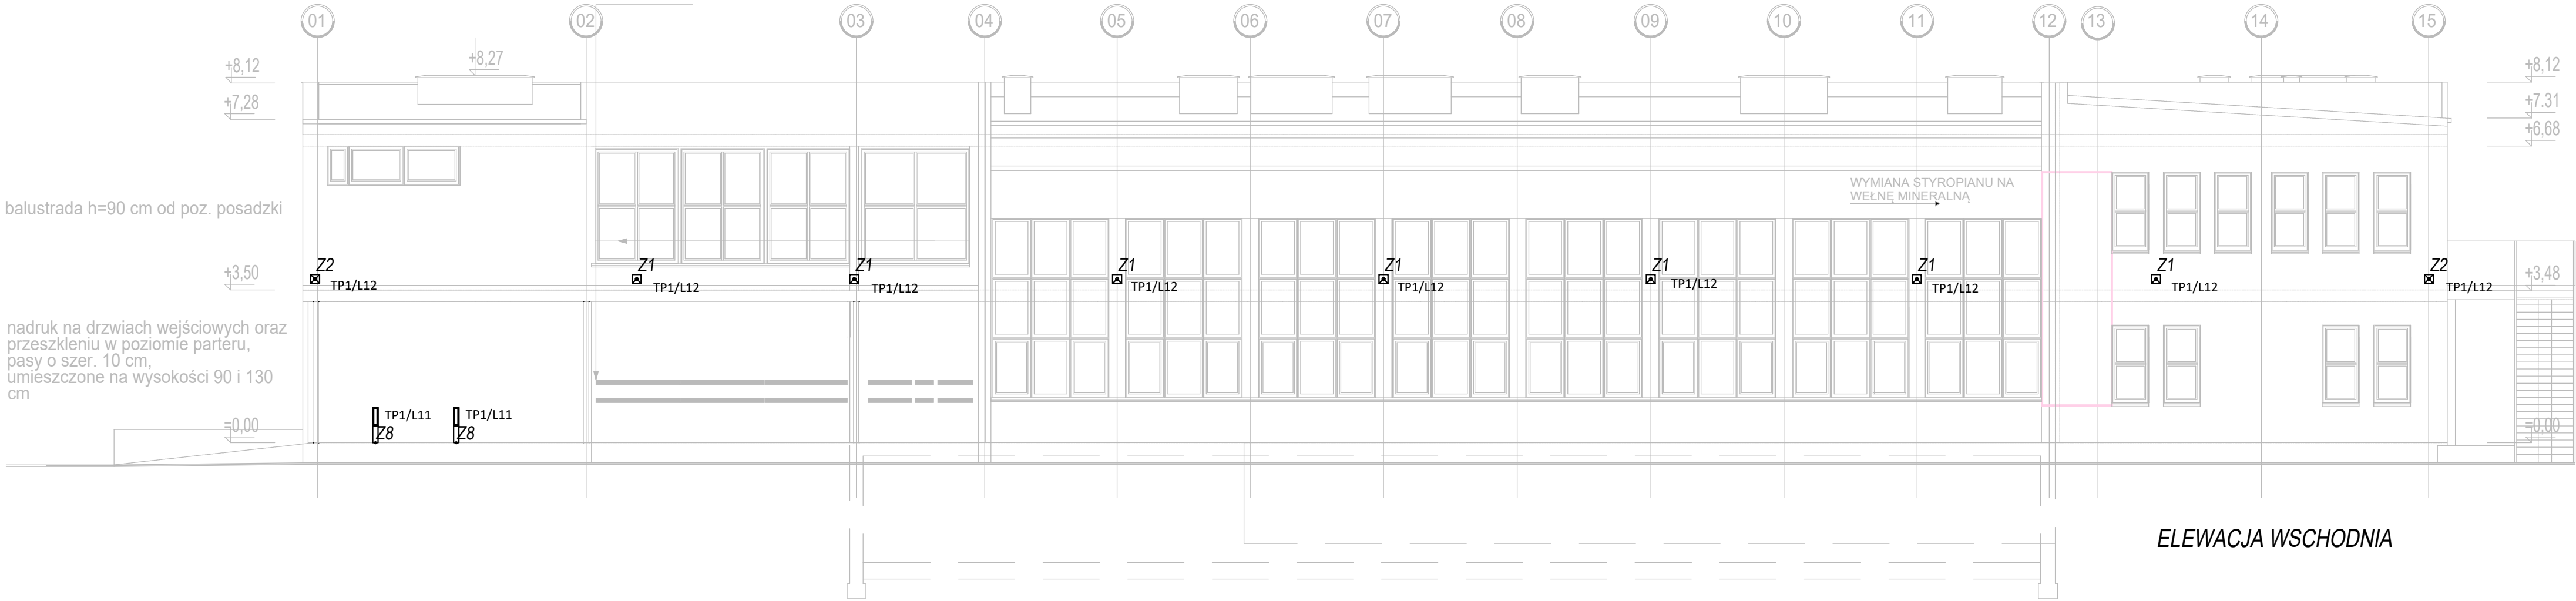 01 02 03 04 05 06 07 08 09 10 11 12 13 14 15
+8,27
+8,12
+8,12
+7,28
+7.31
+6,68
WYMIANA STYROPIANU NA
WEŁNĘ MINERALNĄ
balustrada h=90 cm od poz. posadzki
Z2 Z1 Z1 Z1 Z1 Z1 Z1 Z1 Z2
+3,50
+3,48
TP1/L12 TP1/L12 TP1/L12 TP1/L12 TP1/L12 TP1/L12 TP1/L12 TP1/L12 TP1/L12
nadruk na drzwiach wejściowych oraz
przeszkleniu w poziomie parteru,
pasy o szer. 10 cm,
umieszczone na wysokości 90 i 130
cm
TP1/L11 TP1/L11
=0,00
Z8 Z8
=0,00
ELEWACJA WSCHODNIA